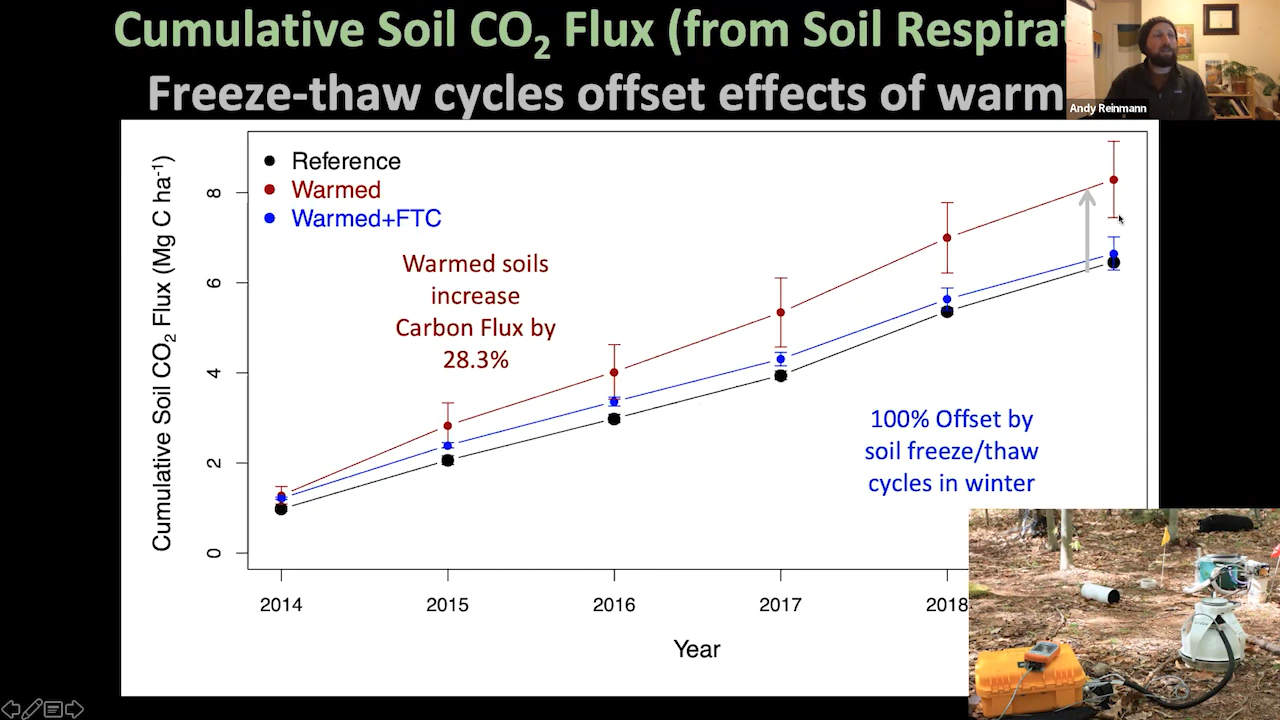 Cumulative Soil CO₂ Flux (from Soil Respirat
Freeze-thaw cycles offset effects of warm
Andy Reinmann
Reference
Warmed
Warmed+FTC
Warmed soils
increase
Carbon Flux by
28.3%
100% Offset by
soil freeze/thaw
cycles in winter
Cumulative Soil CO₂ Flux (Mg C ha⁻¹)
8
6
4
2
0
2014 2015 2016 2017 2018
Year